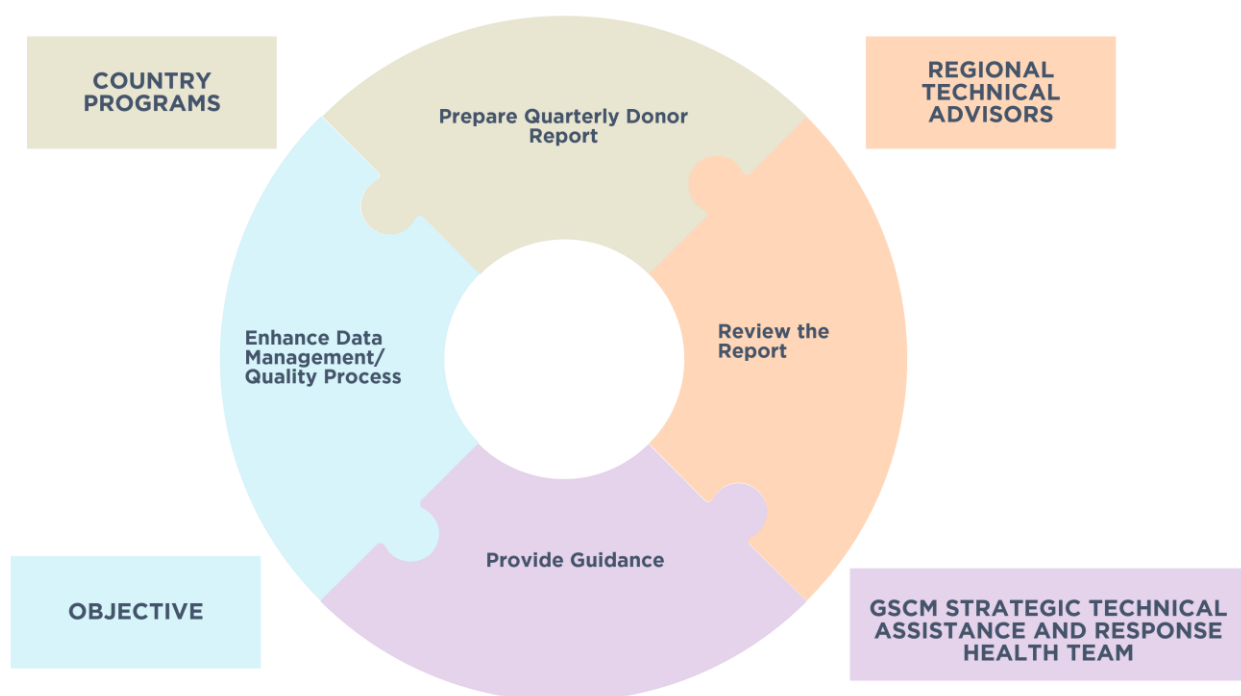 COUNTRY
PROGRAMS
REGIONAL
TECHNICAL
ADVISORS
Prepare Quarterly Donor
Report
Enhance Data
Management/
Quality Process
Review the
Report
Provide Guidance
OBJECTIVE
GSCM STRATEGIC TECHNICAL
ASSISTANCE AND RESPONSE
HEALTH TEAM